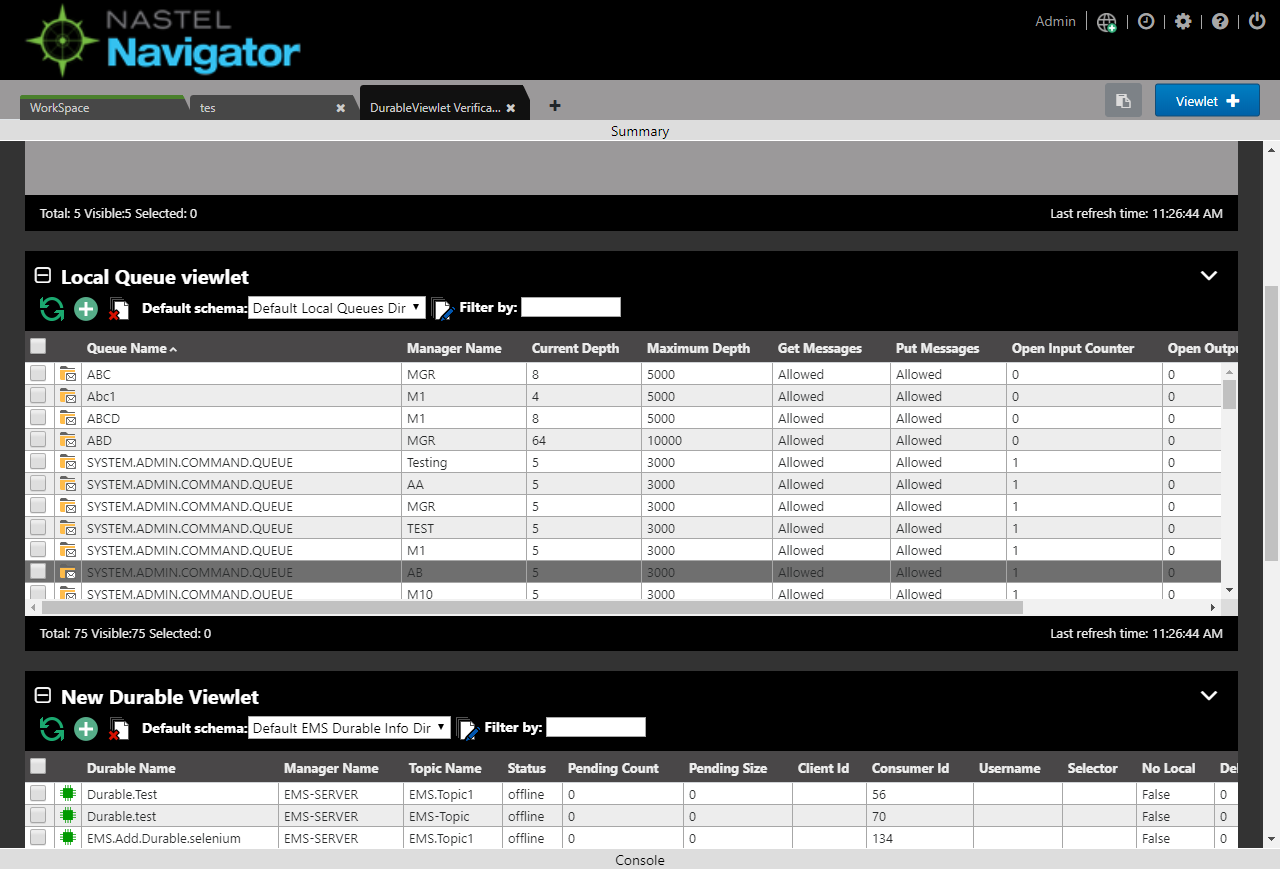 NASTEL
Navigator
Admin
WorkSpace
tes
DurableViewlet Verifica...
Viewlet
Summary
Total: 5 Visible:5 Selected: 0 Last refresh time: 11:26:44 AM
Local Queue viewlet
Default schema: Default Local Queues Dir Filter by:
Queue Name Manager Name Current Depth Maximum Depth Get Messages Put Messages Open Input Counter Open Outpu
ABC MGR 8 5000 Allowed Allowed 0 0
Abc1 M1 4 5000 Allowed Allowed 0 0
ABCD M1 8 5000 Allowed Allowed 0 0
ABD MGR 64 10000 Allowed Allowed 0 0
SYSTEM.ADMIN.COMMAND.QUEUE Testing 5 3000 Allowed Allowed 1 0
SYSTEM.ADMIN.COMMAND.QUEUE AA 5 3000 Allowed Allowed 1 0
SYSTEM.ADMIN.COMMAND.QUEUE MGR 5 3000 Allowed Allowed 1 0
SYSTEM.ADMIN.COMMAND.QUEUE TEST 5 3000 Allowed Allowed 1 0
SYSTEM.ADMIN.COMMAND.QUEUE M1 5 3000 Allowed Allowed 1 0
SYSTEM.ADMIN.COMMAND.QUEUE AB 5 3000 Allowed Allowed 1 0
SYSTEM.ADMIN.COMMAND.QUEUE M10 5 3000 Allowed Allowed 1 0
Total: 75 Visible:75 Selected: 0 Last refresh time: 11:26:44 AM
New Durable Viewlet
Default schema: Default EMS Durable Info Dir Filter by:
Durable Name Manager Name Topic Name Status Pending Count Pending Size Client Id Consumer Id Username Selector No Local Del
Durable.Test EMS-SERVER EMS.Topic1 offline 0 0 56 False 0
Durable.test EMS-SERVER EMS-Topic offline 0 0 70 False 0
EMS.Add.Durable.selenium EMS-SERVER EMS.Topic1 offline 0 0 134 False 0
Console